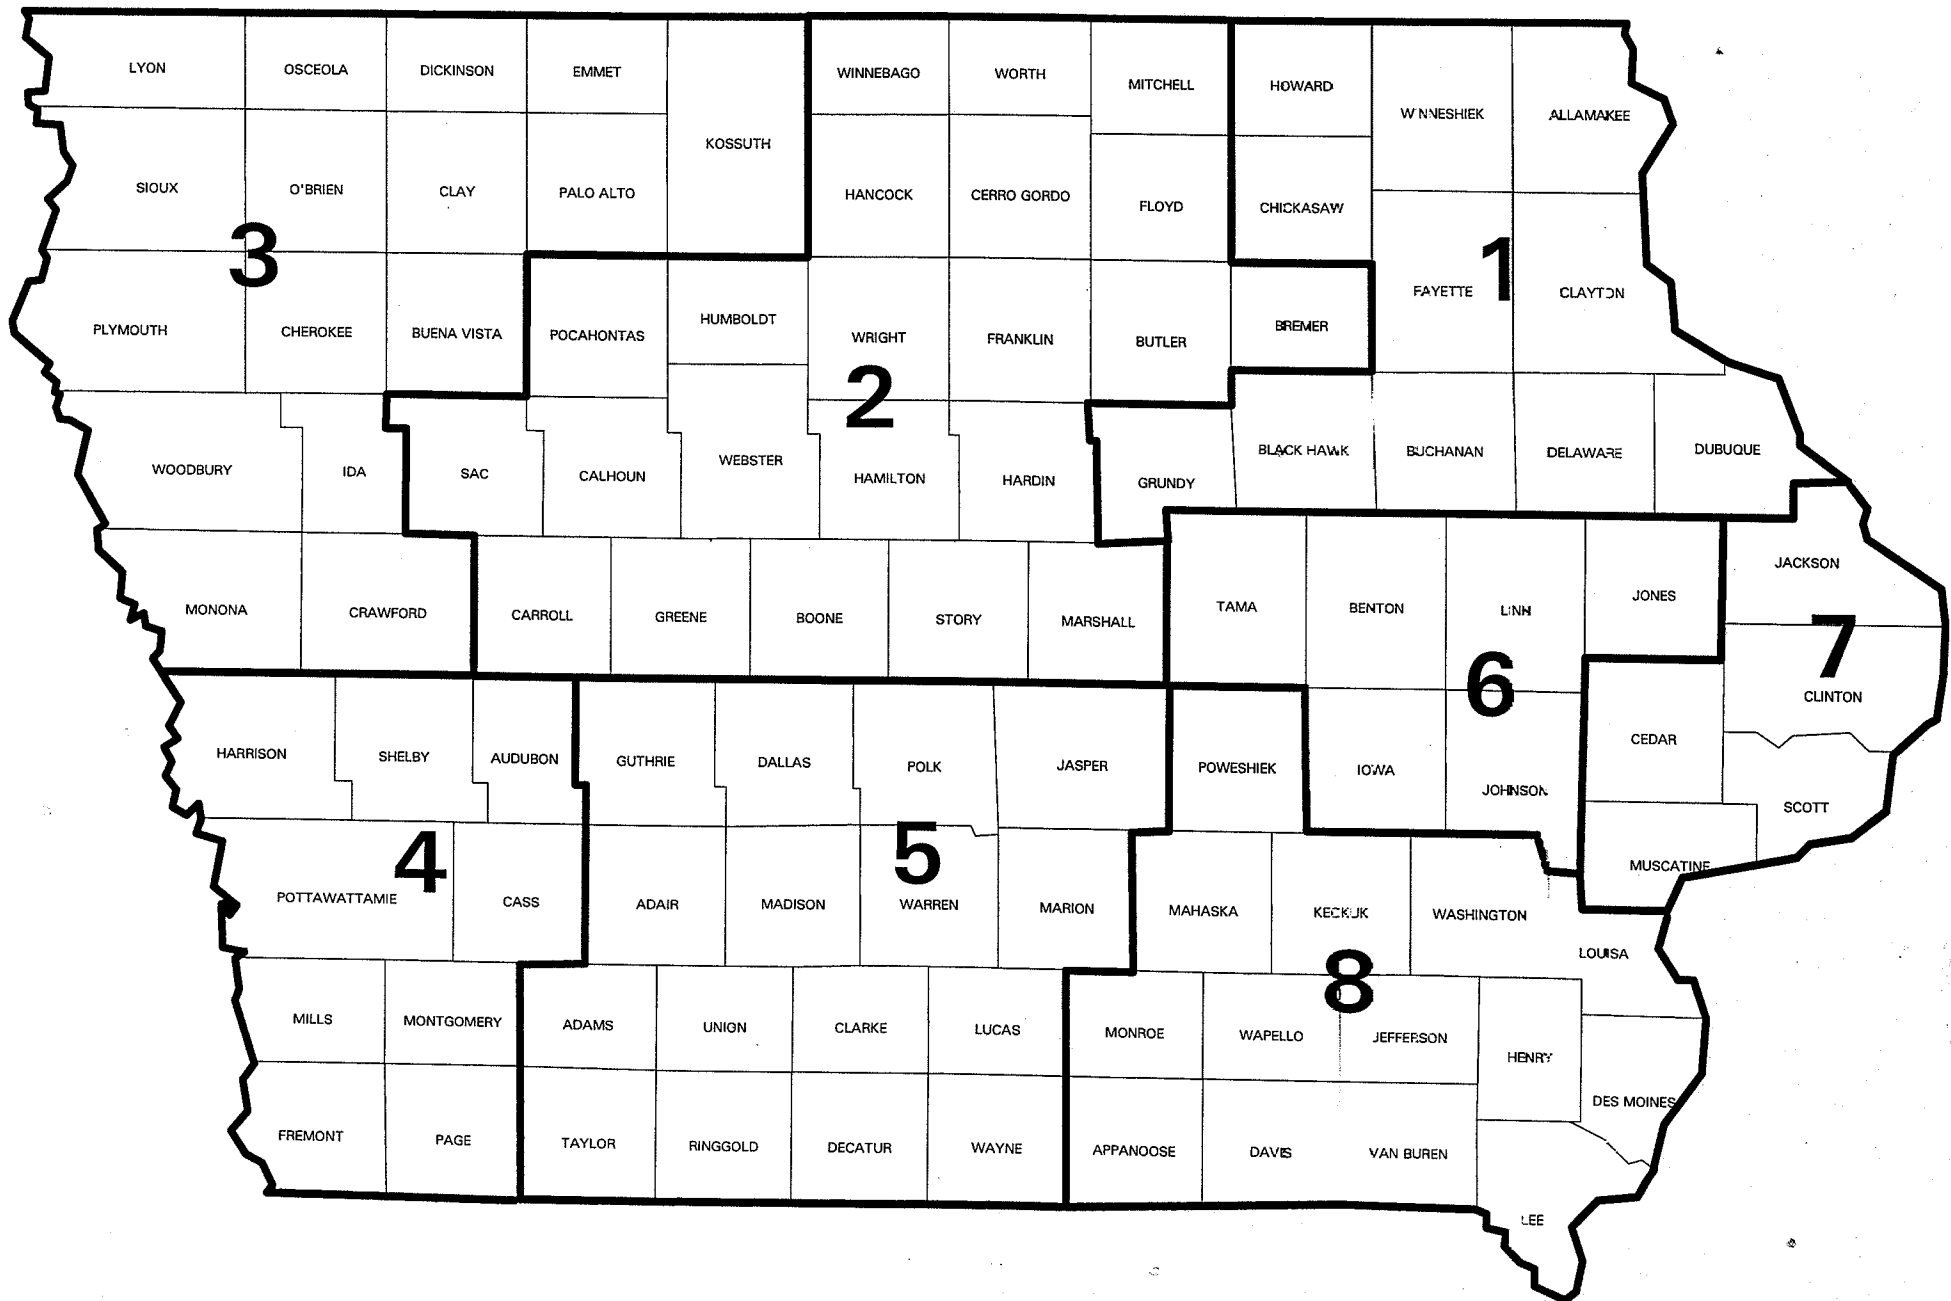 LYON OSCEOLA DICKINSON EMMET WINNEBAGO WORTH MITCHELL HOWARD
KOSSUTH WINNESHIEK ALLAMAKEE
SIOUX O'BRIEN CLAY PALO ALTO HANCOCK CERRO GORDO FLOYD CHICKASAW
3 1
FAYETTE CLAYTON
PLYMOUTH CHEROKEE BUENA VISTA POCAHONTAS HUMBOLDT WRIGHT FRANKLIN BUTLER BREMER
2
WOODBURY IDA SAC CALHOUN WEBSTER HAMILTON HARDIN GRUNDY BLACK HAWK BUCHANAN DELAWARE DUBUQUE
JACKSON
MONONA CRAWFORD CARROLL GREENE BOONE STORY MARSHALL TAMA BENTON LINN JONES
7
6
CLINTON
HARRISON SHELBY AUDUBON GUTHRIE DALLAS POLK JASPER POWESHIEK IOWA JOHNSON CEDAR
SCOTT
4 5
MUSCATINE
POTTAWATTAMIE CASS ADAIR MADISON WARREN MARION MAHASKA KEOKUK WASHINGTON
LOUISA
8
MILLS MONTGOMERY ADAMS UNION CLARKE LUCAS MONROE WAPELLO JEFFERSON HENRY
DES MOINES
FREMONT PAGE TAYLOR RINGGOLD DECATUR WAYNE APPANOOSE DAVIS VAN BUREN
LEE